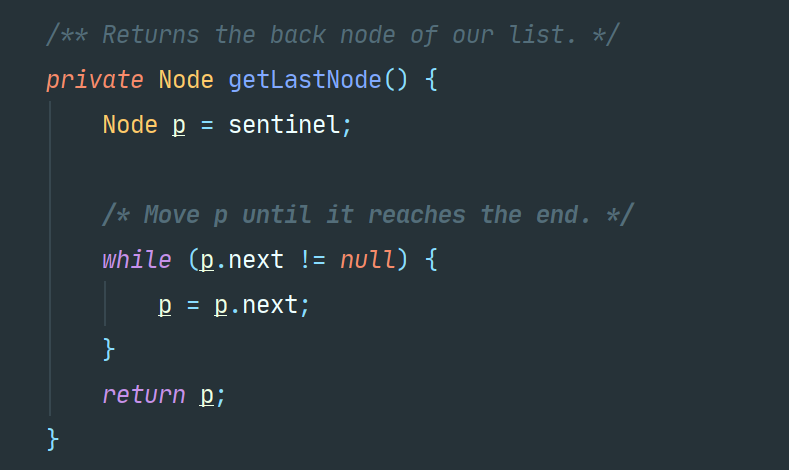 /** Returns the back node of our list. */
private Node getLastNode() {
    Node p = sentinel;

    /* Move p until it reaches the end. */
    while (p.next != null) {
        p = p.next;
    }
    return p;
}